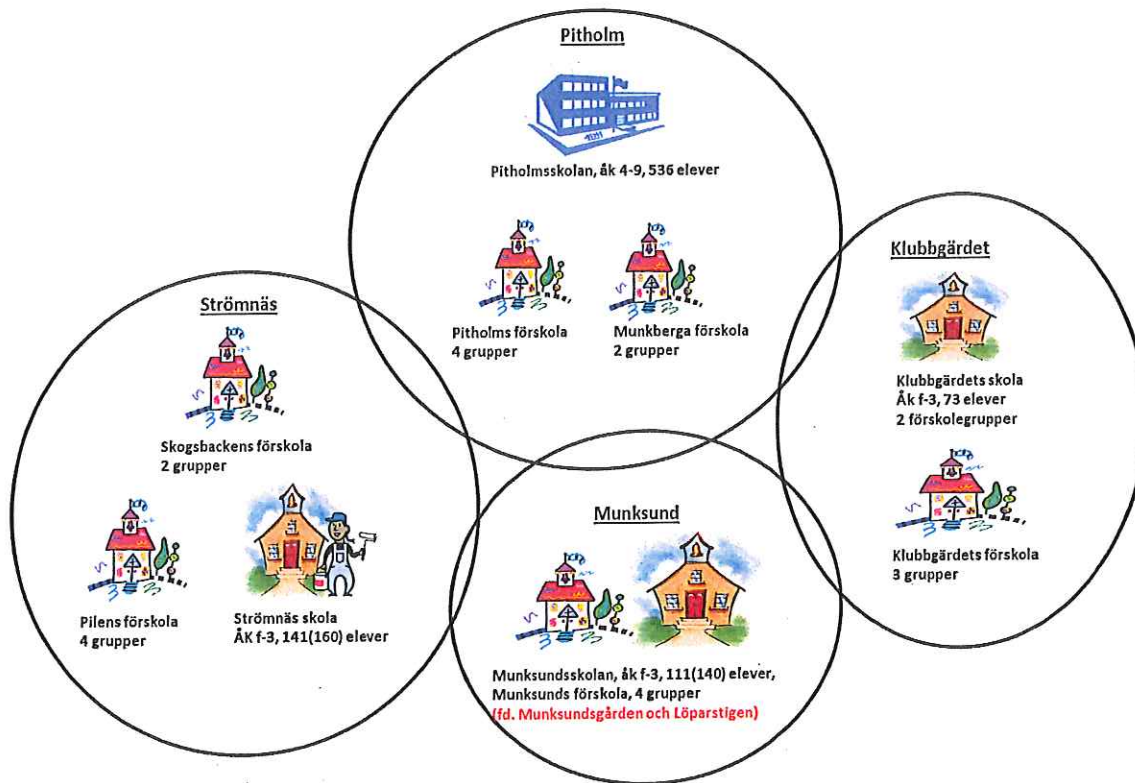 Pitholm
Pitholmsskolan, åk 4-9, 536 elever
Pitholms förskola
4 grupper
Munkberga förskola
2 grupper
Klubbgärdet
Klubbgärdets skola
Åk f-3, 73 elever
2 förskolegrupper
Klubbgärdets förskola
3 grupper
Strömnäs
Skogsbackens förskola
2 grupper
Pilens förskola
4 grupper
Strömnäs skola
ÅK f-3, 141(160) elever
Munksund
Munksundsskolan, åk f-3, 111(140) elever,
Munksunds förskola, 4 grupper
(fd. Munksundsgården och Löparstigen)